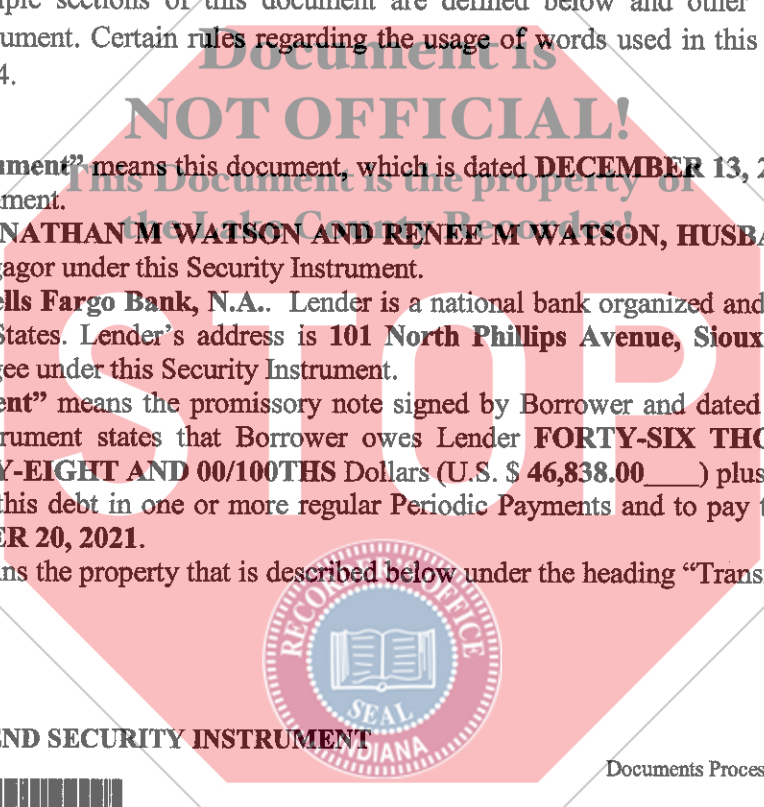 sections of this document are defined below and other
ument. Certain rules regarding the usage of words used in this
4.
Document is
NOT OFFICIAL!
ument” means this document, which is dated DECEMBER 13, 2
This Document is the property of
ment.
the Lake County Recorder!
NATHAN M WATSON AND RENEE M WATSON, HUSBA
gagor under this Security Instrument.
ells Fargo Bank, N.A.. Lender is a national bank organized and
States. Lender’s address is 101 North Phillips Avenue, Sioux
gee under this Security Instrument.
ent” means the promissory note signed by Borrower and dated
rument states that Borrower owes Lender FORTY-SIX THO
Y-EIGHT AND 00/100THS Dollars (U.S. $ 46,838.00____) plus
this debt in one or more regular Periodic Payments and to pay
ER 20, 2021.
ns the property that is described below under the heading “Trans
STOP
RECORDER'S OFFICE
SEAL
INDIANA
END SECURITY INSTRUMENT
Documents Proces